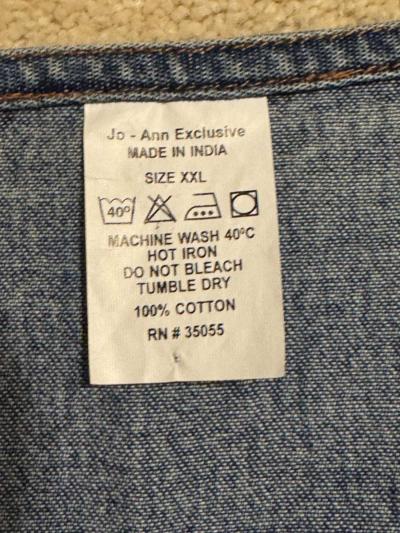 Jo - Ann Exclusive
MADE IN INDIA
SIZE XXL
40°
MACHINE WASH 40°C
HOT IRON
DO NOT BLEACH
TUMBLE DRY
100% COTTON
RN # 35055